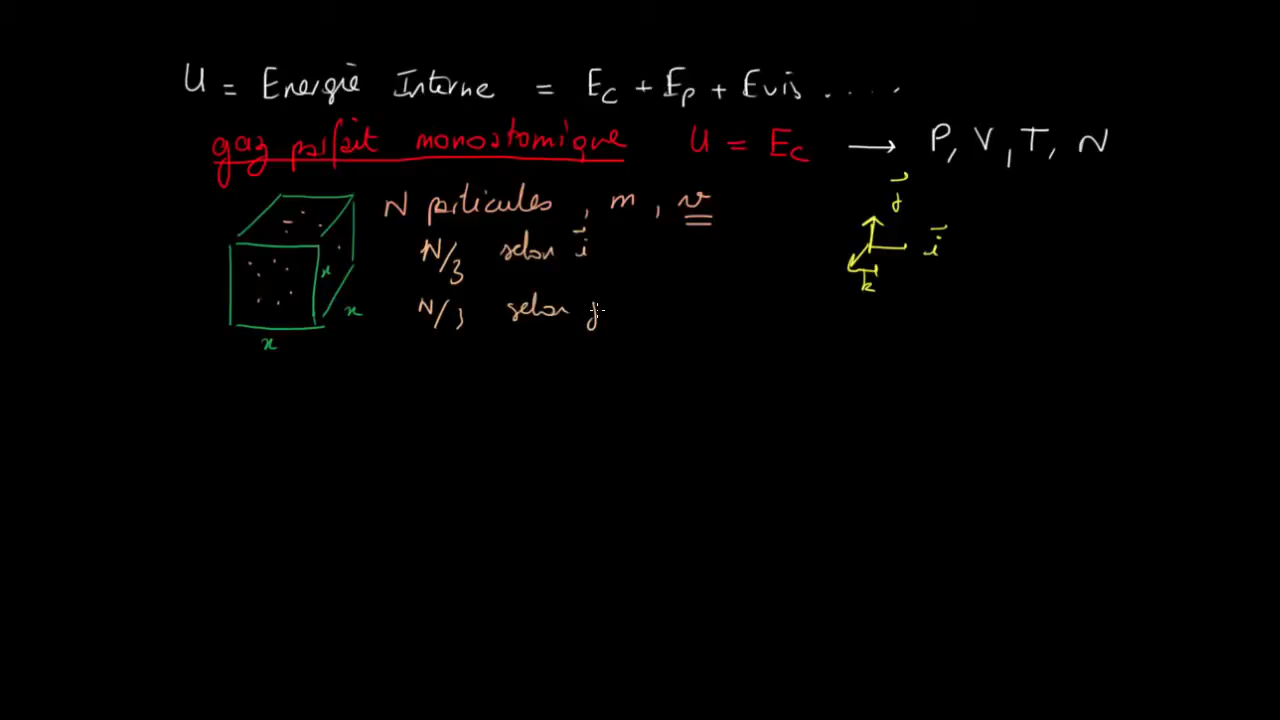 U = Energie Interne = Ec + Ep + Evis .....
gaz parfait monoatomique U = Ec → P, V, T, N
N particules, m, v
N/3 selon i
N/3 selon j
x
x
x
j
i
k